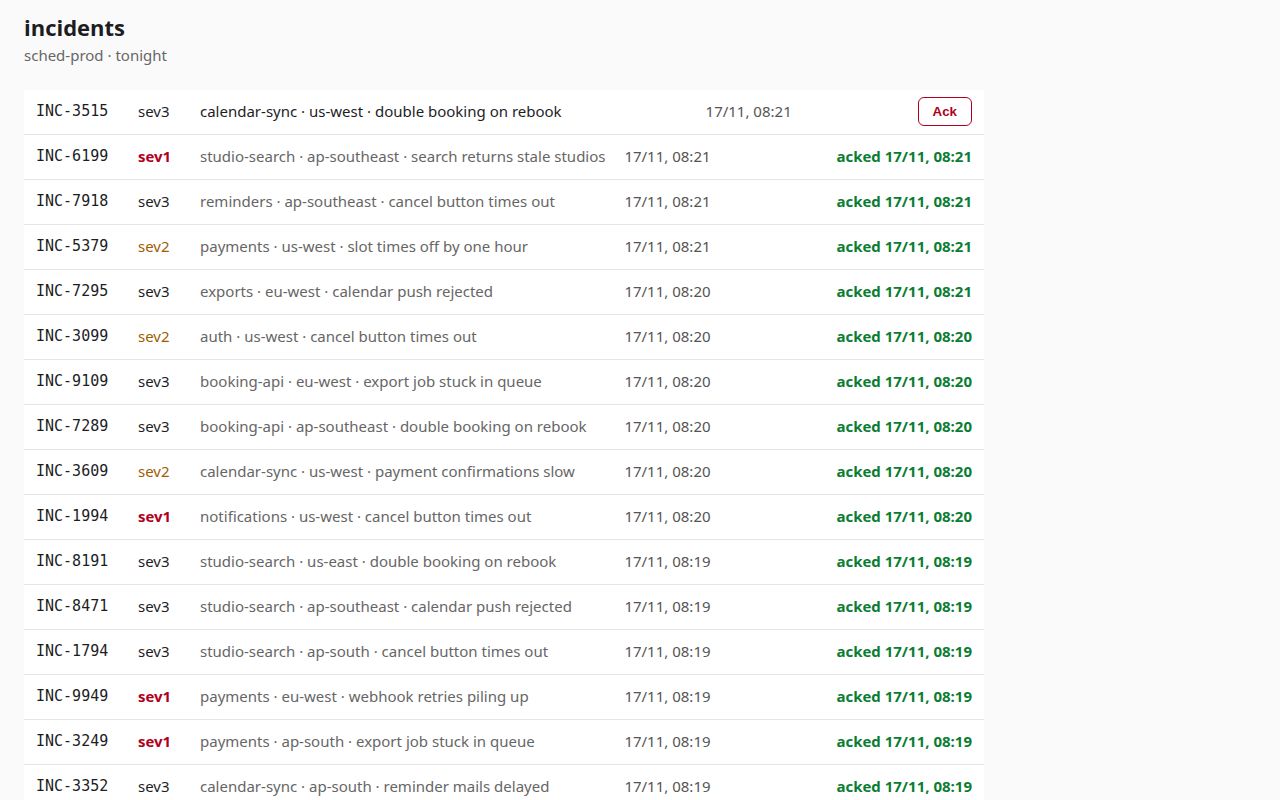 incidents
sched-prod · tonight
INC-3515 sev3 calendar-sync · us-west · double booking on rebook 17/11, 08:21 Ack
INC-6199 sev1 studio-search · ap-southeast · search returns stale studios 17/11, 08:21 acked 17/11, 08:21
INC-7918 sev3 reminders · ap-southeast · cancel button times out 17/11, 08:21 acked 17/11, 08:21
INC-5379 sev2 payments · us-west · slot times off by one hour 17/11, 08:21 acked 17/11, 08:21
INC-7295 sev3 exports · eu-west · calendar push rejected 17/11, 08:20 acked 17/11, 08:21
INC-3099 sev2 auth · us-west · cancel button times out 17/11, 08:20 acked 17/11, 08:20
INC-9109 sev3 booking-api · eu-west · export job stuck in queue 17/11, 08:20 acked 17/11, 08:20
INC-7289 sev3 booking-api · ap-southeast · double booking on rebook 17/11, 08:20 acked 17/11, 08:20
INC-3609 sev2 calendar-sync · us-west · payment confirmations slow 17/11, 08:20 acked 17/11, 08:20
INC-1994 sev1 notifications · us-west · cancel button times out 17/11, 08:20 acked 17/11, 08:20
INC-8191 sev3 studio-search · us-east · double booking on rebook 17/11, 08:19 acked 17/11, 08:19
INC-8471 sev3 studio-search · ap-southeast · calendar push rejected 17/11, 08:19 acked 17/11, 08:19
INC-1794 sev3 studio-search · ap-south · cancel button times out 17/11, 08:19 acked 17/11, 08:19
INC-9949 sev1 payments · eu-west · webhook retries piling up 17/11, 08:19 acked 17/11, 08:19
INC-3249 sev1 payments · ap-south · export job stuck in queue 17/11, 08:19 acked 17/11, 08:19
INC-3352 sev3 calendar-sync · ap-south · reminder mails delayed 17/11, 08:19 acked 17/11, 08:19